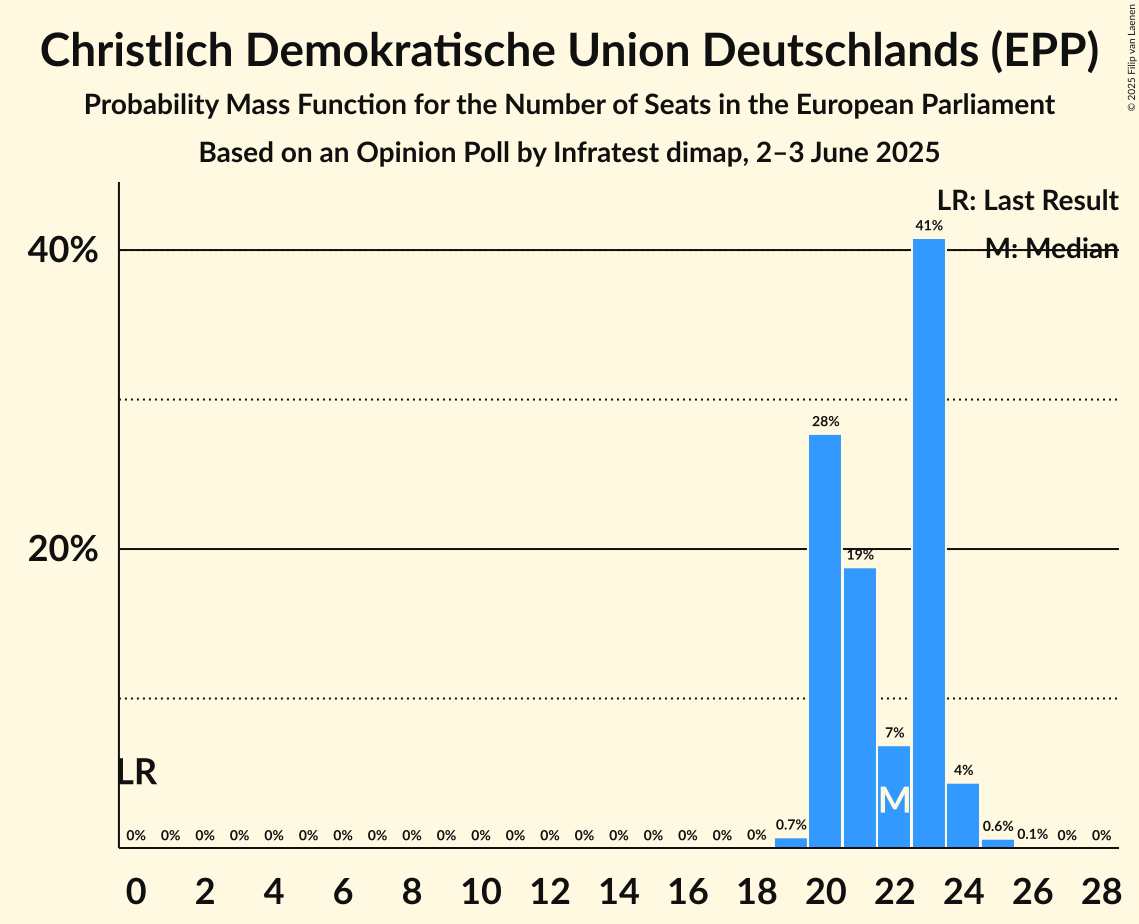 Christlich Demokratische Union Deutschlands (EPP)
Probability Mass Function for the Number of Seats in the European Parliament
Based on an Opinion Poll by Infratest dimap, 2–3 June 2025
© 2025 Filip van Laenen
LR: Last Result
M: Median
40%
20%
41%
28%
19%
7%
4%
LR
M
0% 0% 0% 0% 0% 0% 0% 0% 0% 0% 0% 0% 0% 0% 0% 0% 0% 0% 0% 0.7% 0.6% 0.1% 0% 0%
0 2 4 6 8 10 12 14 16 18 20 22 24 26 28